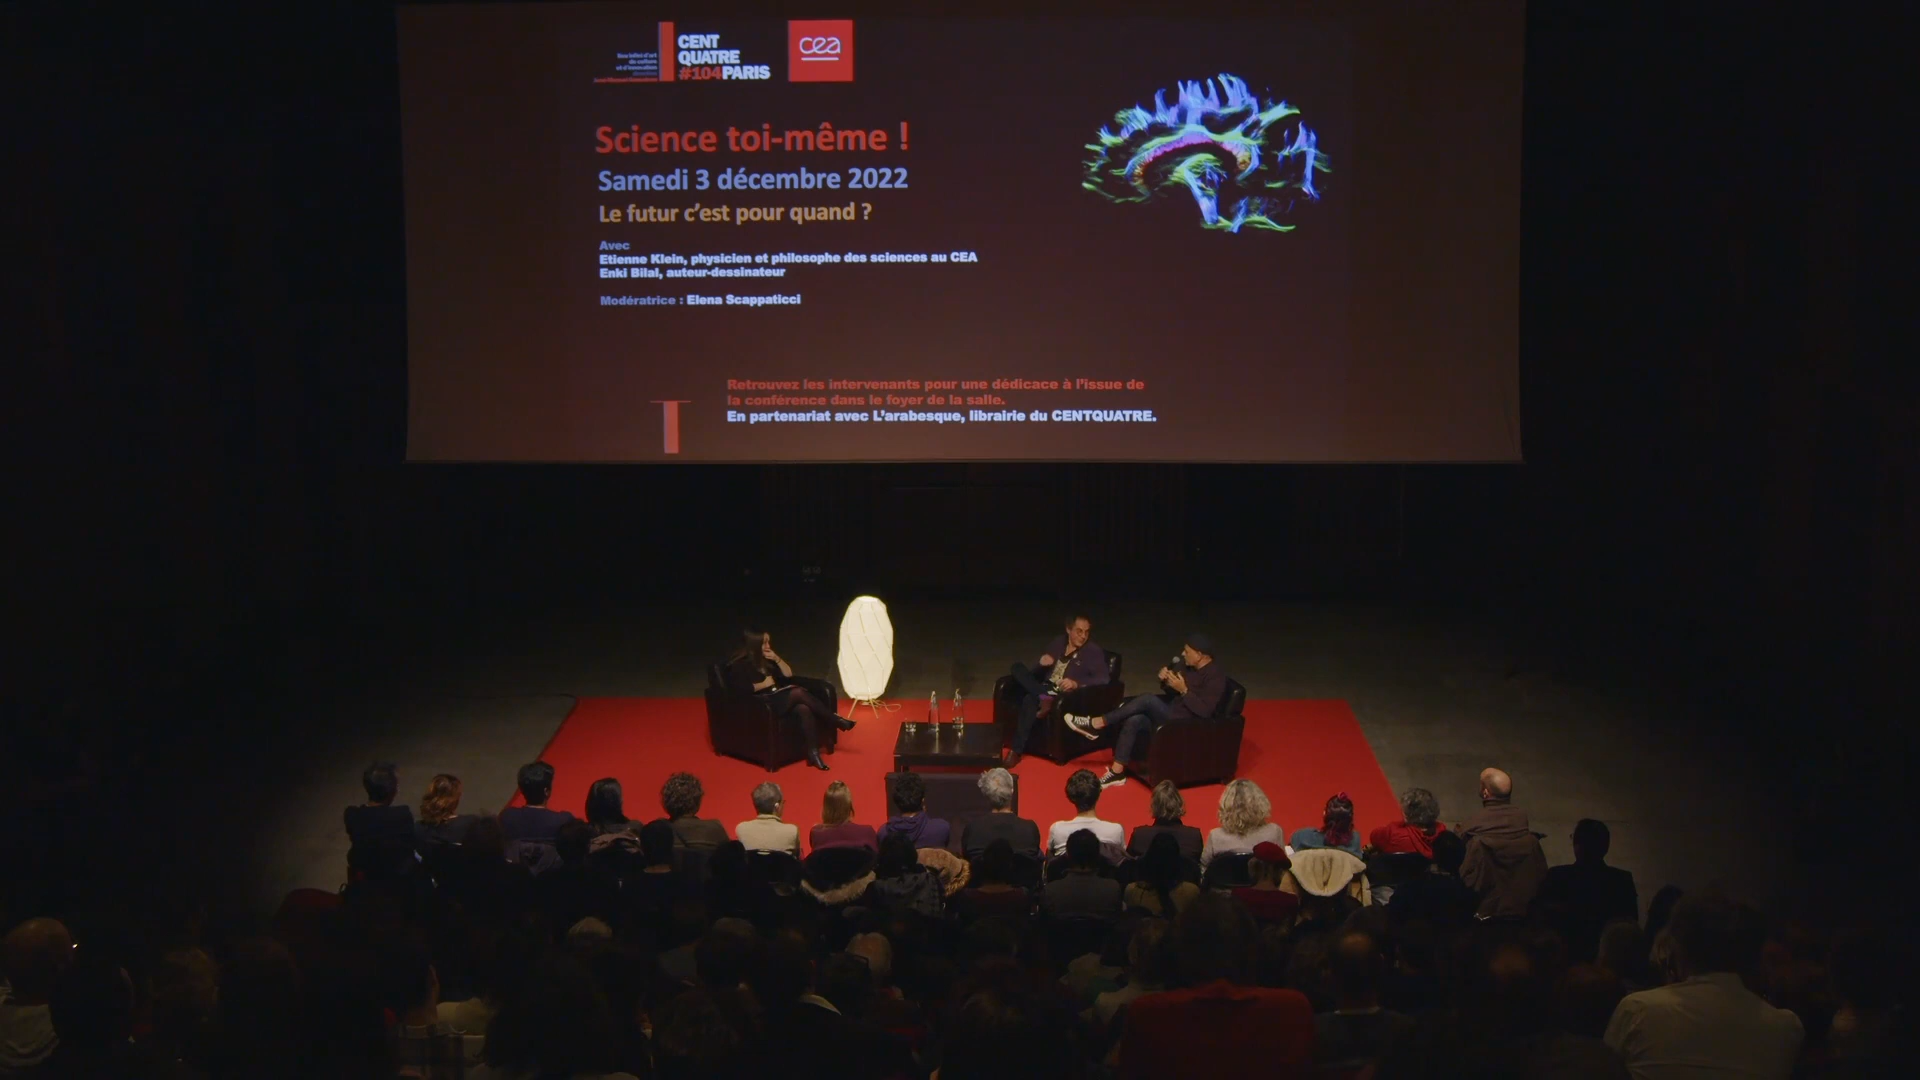 CENT
QUATRE
#104PARIS
cea
Science toi-même !
Samedi 3 décembre 2022
Le futur c'est pour quand ?
Avec
Etienne Klein, physicien et philosophe des sciences au CEA
Enki Bilal, auteur-dessinateur
Modératrice : Elena Scappaticci
Retrouvez les intervenants pour une dédicace à l'issue de
la conférence dans le foyer de la salle.
En partenariat avec L'arabesque, librairie du CENTQUATRE.